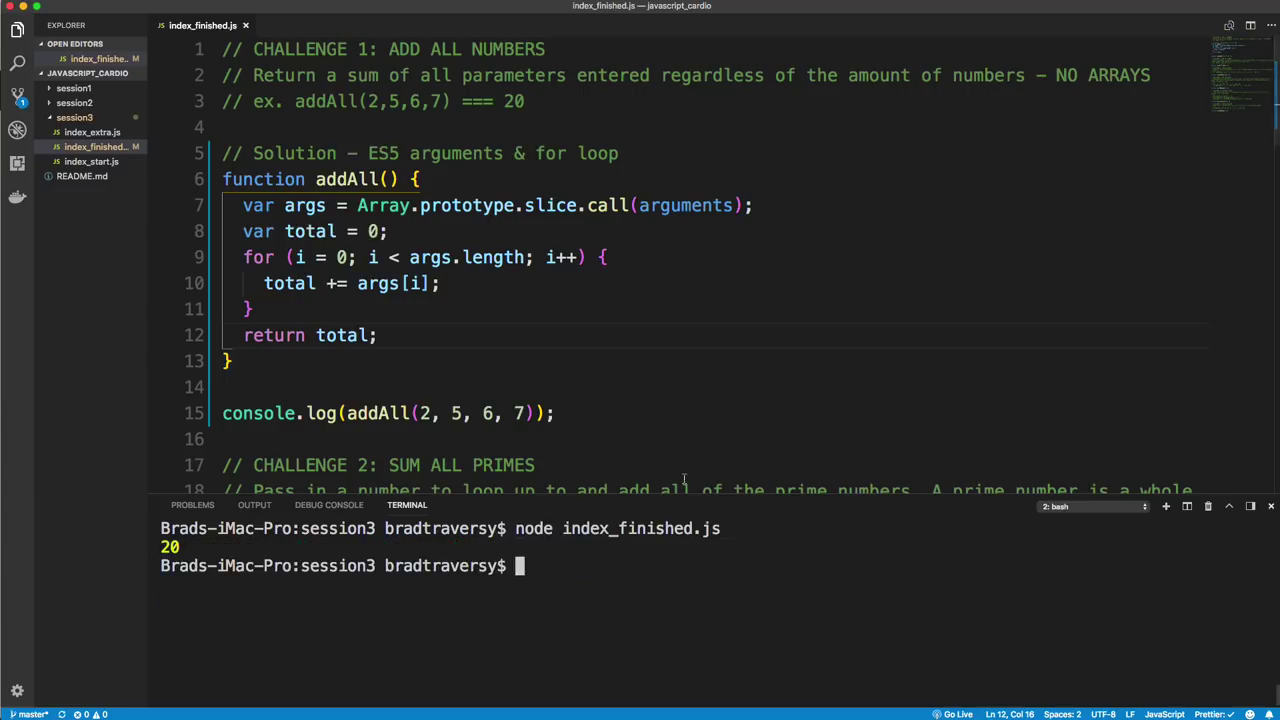 index_finished.js — javascript_cardio
EXPLORER
index_finished.js ×
OPEN EDITORS
index_finishe.. M
JAVASCRIPT_CARDIO
session1
session2
session3
index_extra.js
index_finished.. M
index_start.js
README.md
1
1 // CHALLENGE 1: ADD ALL NUMBERS
2 // Return a sum of all parameters entered regardless of the amount of numbers - NO ARRAYS
3 // ex. addAll(2,5,6,7) === 20
4
5 // Solution - ES5 arguments & for loop
6 function addAll() {
7 var args = Array.prototype.slice.call(arguments);
8 var total = 0;
9 for (i = 0; i < args.length; i++) {
10 total += args[i];
11 }
12 return total;
13 }
14
15 console.log(addAll(2, 5, 6, 7));
16
17 // CHALLENGE 2: SUM ALL PRIMES
18 // Pass in a number to loop up to and add all of the prime numbers. A prime number is a whole
PROBLEMS OUTPUT DEBUG CONSOLE TERMINAL 2: bash
Brads-iMac-Pro:session3 bradtraversy$ node index_finished.js
20
Brads-iMac-Pro:session3 bradtraversy$
master* 0 0 Go Live Ln 12, Col 16 Spaces: 2 UTF-8 LF JavaScript Prettier: ✓